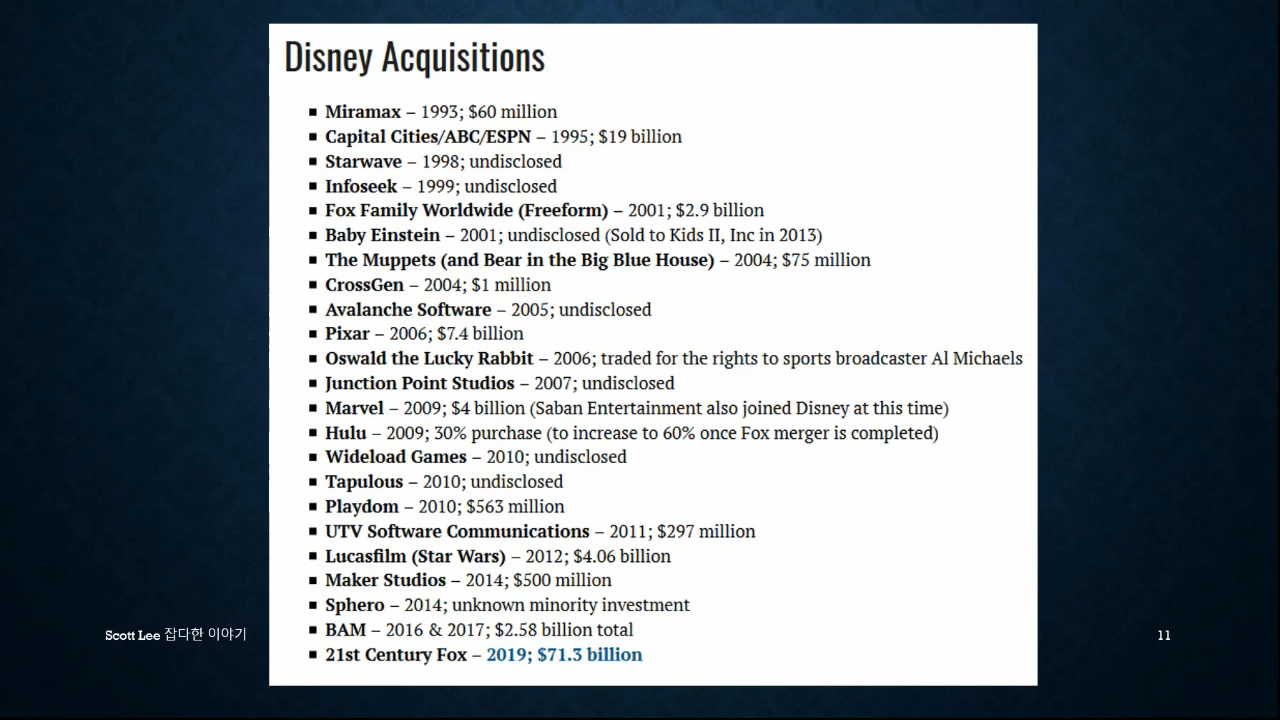 Disney Acquisitions
▪ Miramax – 1993; $60 million
▪ Capital Cities/ABC/ESPN – 1995; $19 billion
▪ Starwave – 1998; undisclosed
▪ Infoseek – 1999; undisclosed
▪ Fox Family Worldwide (Freeform) – 2001; $2.9 billion
▪ Baby Einstein – 2001; undisclosed (Sold to Kids II, Inc in 2013)
▪ The Muppets (and Bear in the Big Blue House) – 2004; $75 million
▪ CrossGen – 2004; $1 million
▪ Avalanche Software – 2005; undisclosed
▪ Pixar – 2006; $7.4 billion
▪ Oswald the Lucky Rabbit – 2006; traded for the rights to sports broadcaster Al Michaels
▪ Junction Point Studios – 2007; undisclosed
▪ Marvel – 2009; $4 billion (Saban Entertainment also joined Disney at this time)
▪ Hulu – 2009; 30% purchase (to increase to 60% once Fox merger is completed)
▪ Wideload Games – 2010; undisclosed
▪ Tapulous – 2010; undisclosed
▪ Playdom – 2010; $563 million
▪ UTV Software Communications – 2011; $297 million
▪ Lucasfilm (Star Wars) – 2012; $4.06 billion
▪ Maker Studios – 2014; $500 million
▪ Sphero – 2014; unknown minority investment
▪ BAM – 2016 & 2017; $2.58 billion total
▪ 21st Century Fox – 2019; $71.3 billion
Scott Lee 잡다한 이야기
11